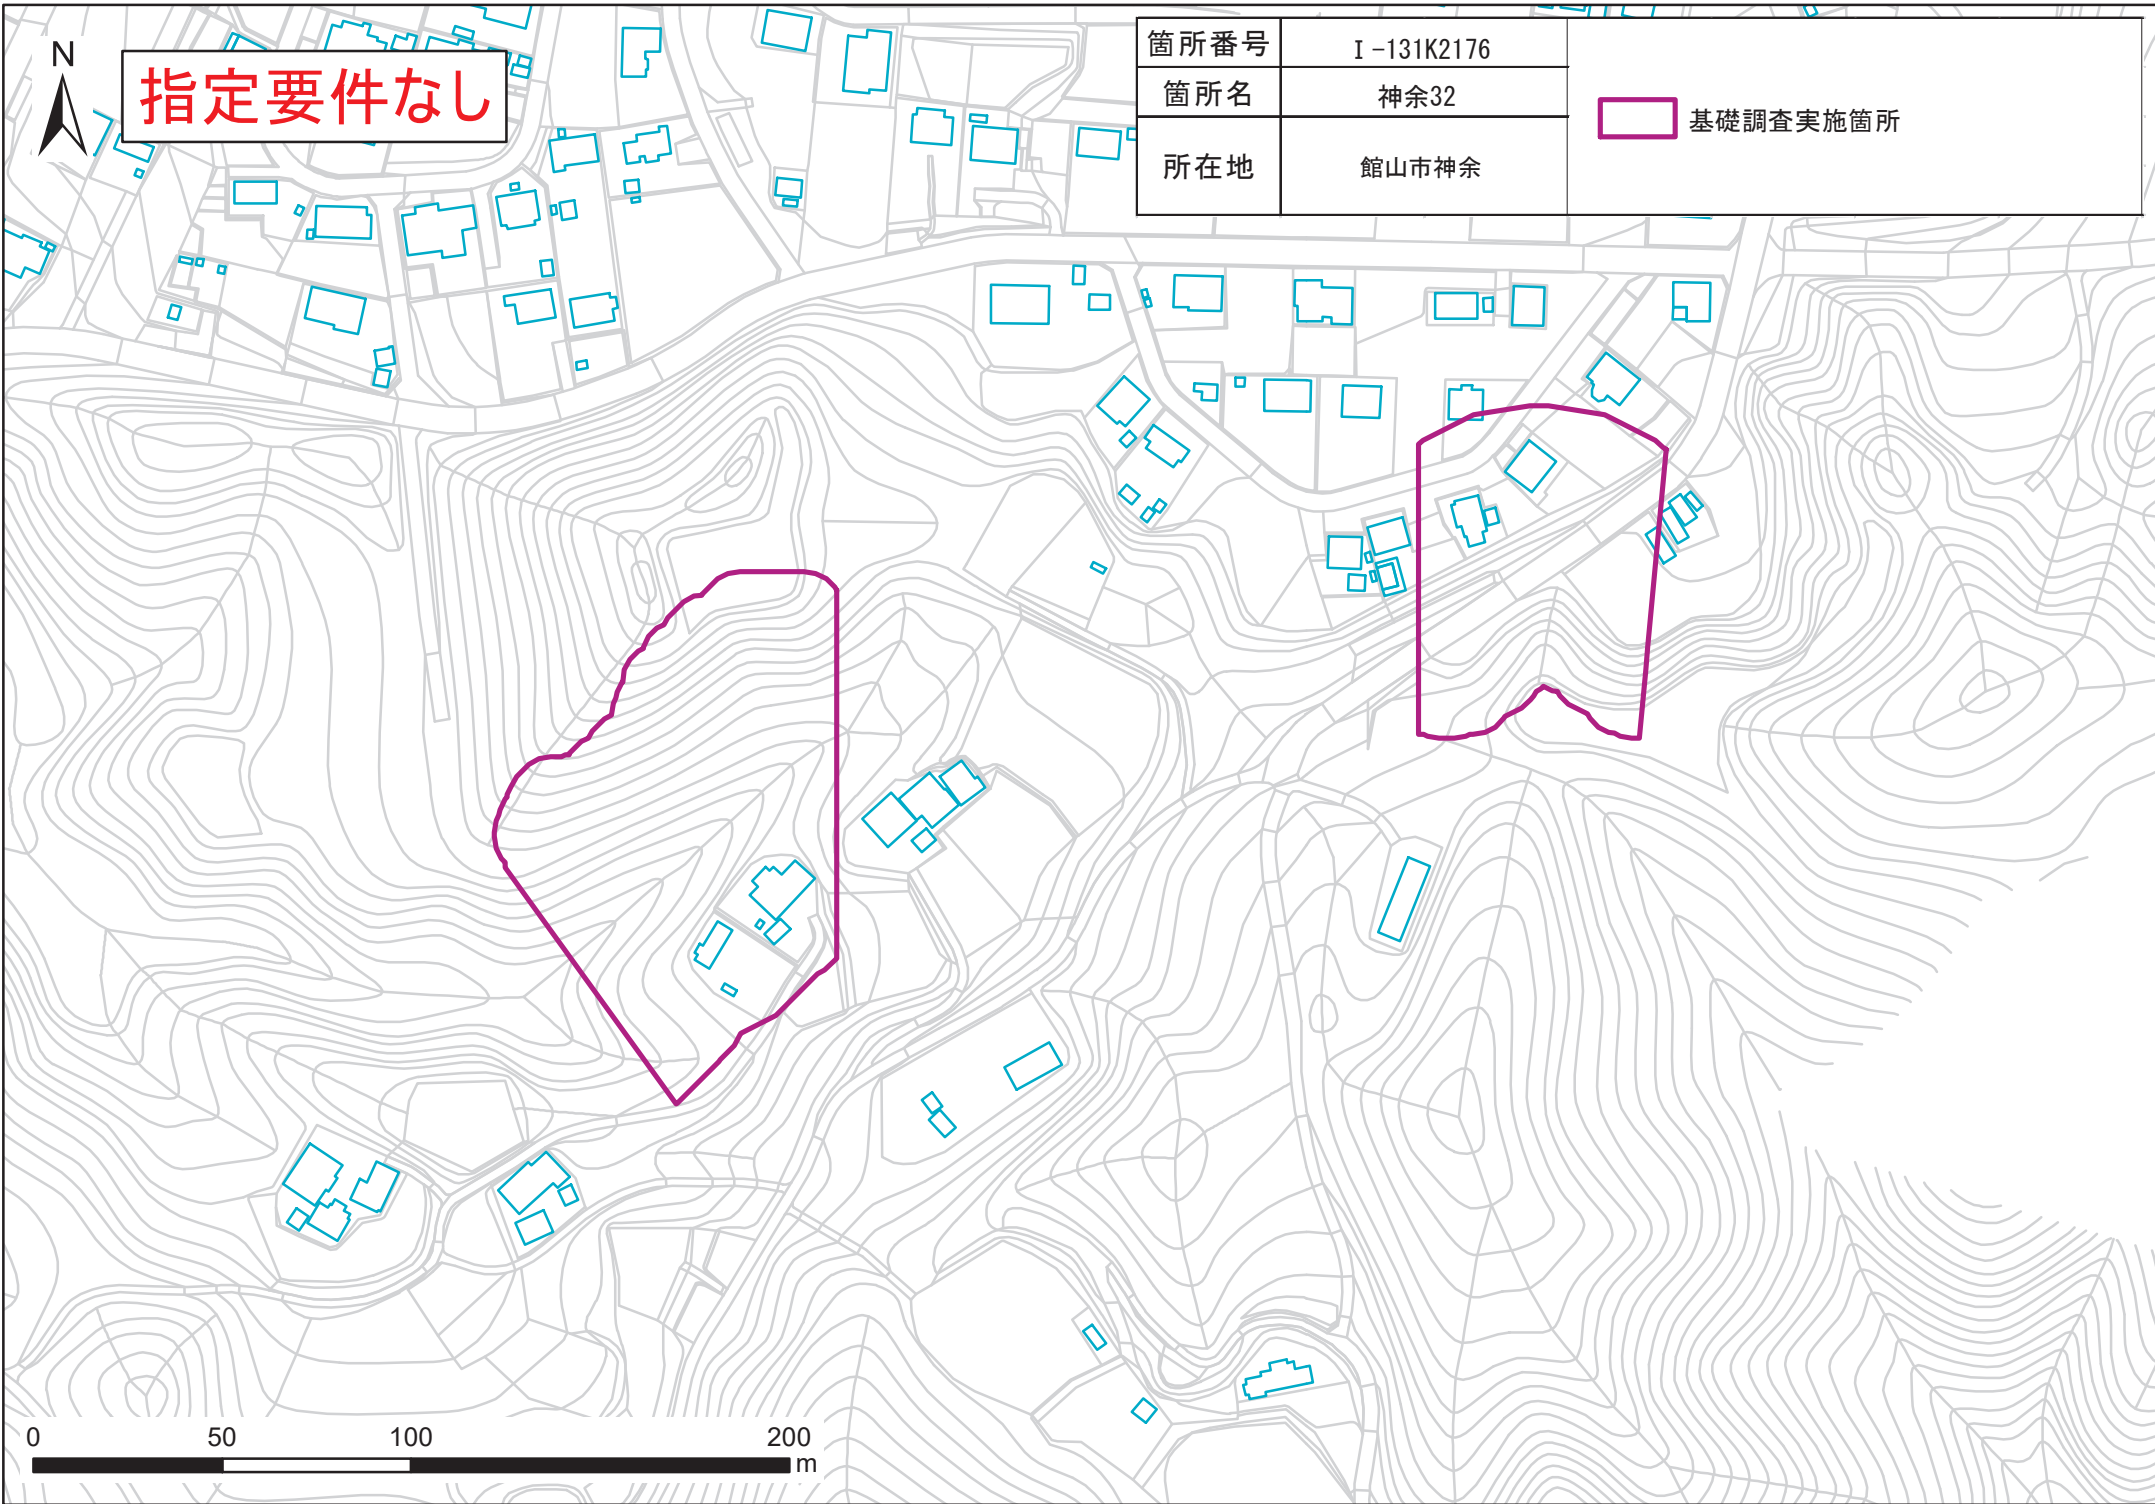 N
指定要件なし
箇所番号 I-131K2176
箇所名 神余32
所在地 館山市神余
基礎調査実施箇所
0 50 100 200
m